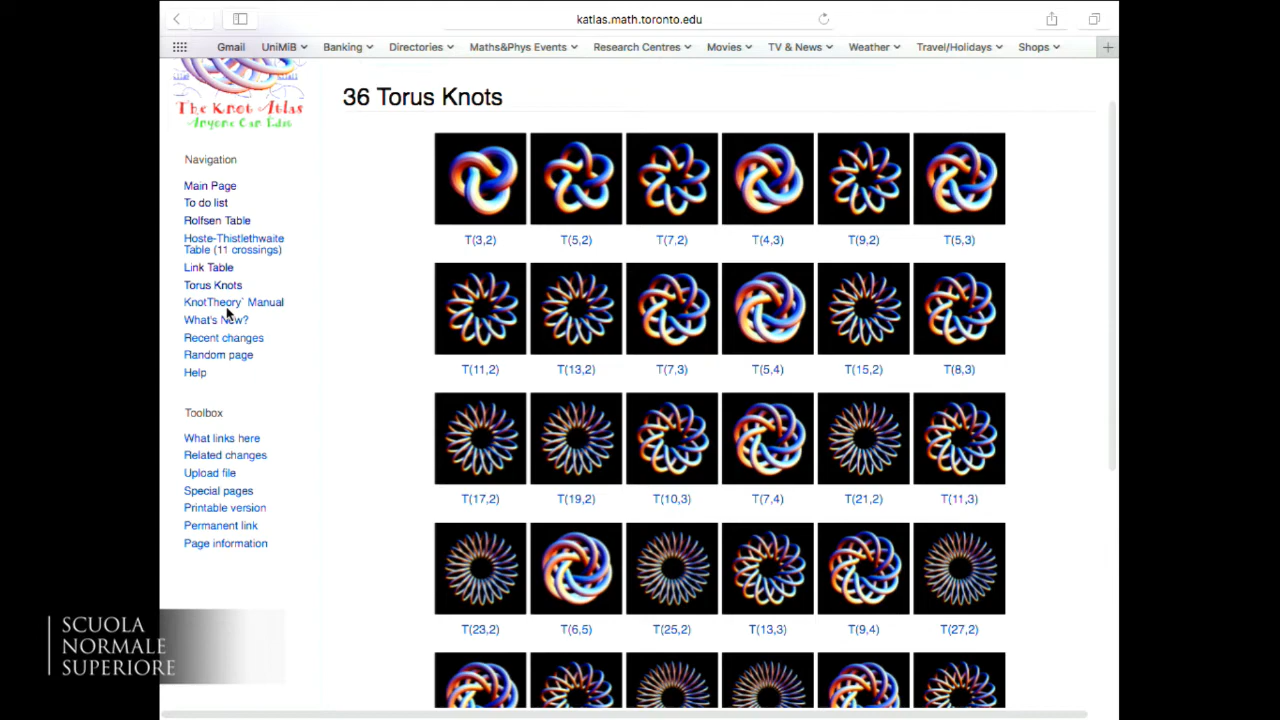 katlas.math.toronto.edu
Gmail UniMiB Banking Directories Maths&Phys Events Research Centres Movies TV & News Weather Travel/Holidays Shops
The Knot Atlas
Anyone Can Edit
Navigation
Main Page
To do list
Rolfsen Table
Hoste-Thistlethwaite
Table (11 crossings)
Link Table
Torus Knots
KnotTheory` Manual
What's New?
Recent changes
Random page
Help
Toolbox
What links here
Related changes
Upload file
Special pages
Printable version
Permanent link
Page information
36 Torus Knots
T(3,2) T(5,2) T(7,2) T(4,3) T(9,2) T(5,3)
T(11,2) T(13,2) T(7,3) T(5,4) T(15,2) T(8,3)
T(17,2) T(19,2) T(10,3) T(7,4) T(21,2) T(11,3)
T(23,2) T(6,5) T(25,2) T(13,3) T(9,4) T(27,2)
SCUOLA
NORMALE
SUPERIORE